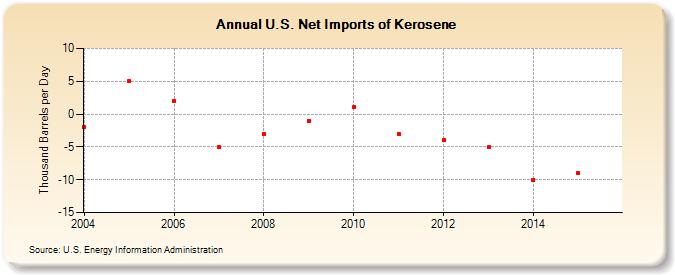 Annual U.S. Net Imports of Kerosene
Thousand Barrels per Day
10
5
0
-5
-10
-15
2004 2006 2008 2010 2012 2014
Source: U.S. Energy Information Administration